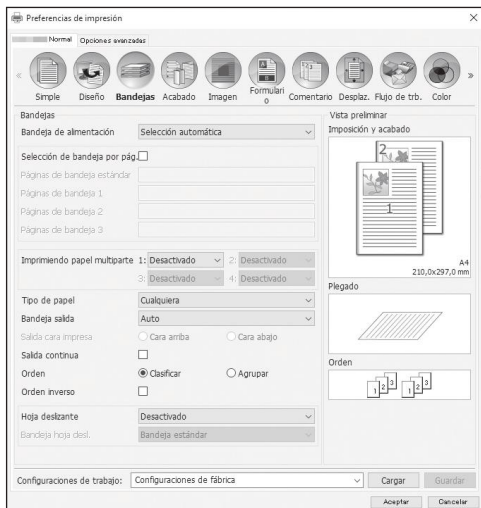 Preferencias de impresión
Normal Opciones avanzadas
« Simple Diseño Bandejas Acabado Imagen Formulari
o Comentario Desplaz. Flujo de trb. Color »
Bandejas
Bandeja de alimentación Selección automática
Selección de bandeja por pág.
Páginas de bandeja estándar
Páginas de bandeja 1
Páginas de bandeja 2
Páginas de bandeja 3
Imprimiendo papel multiparte 1: Desactivado 2: Desactivado
3: Desactivado 4: Desactivado
Tipo de papel Cualquiera
Bandeja salida Auto
Salida cara impresa Cara arriba Cara abajo
Salida continua
Orden Clasificar Agrupar
Orden inverso
Hoja deslizante Desactivado
Bandeja hoja desl. Bandeja estándar
Vista preliminar
Imposición y acabado
2
1
A4
210,0x297,0 mm
Plegado
Orden
1 2 3 1 2 3
Configuraciones de trabajo: Configuraciones de fábrica Cargar Guardar
Aceptar Cancelar